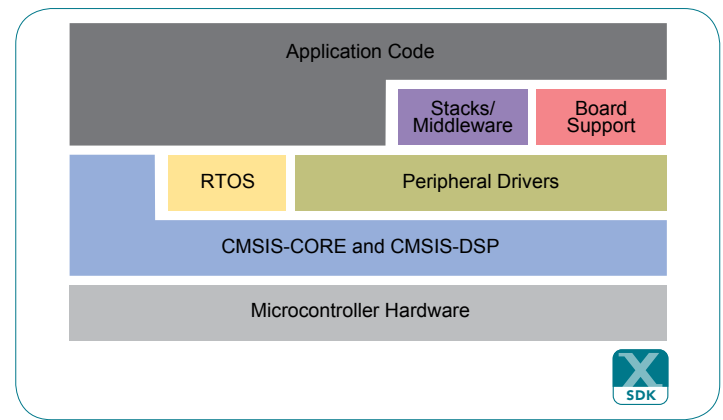 Application Code
Stacks/
Middleware
Board
Support
RTOS
Peripheral Drivers
CMSIS-CORE and CMSIS-DSP
Microcontroller Hardware
X
SDK